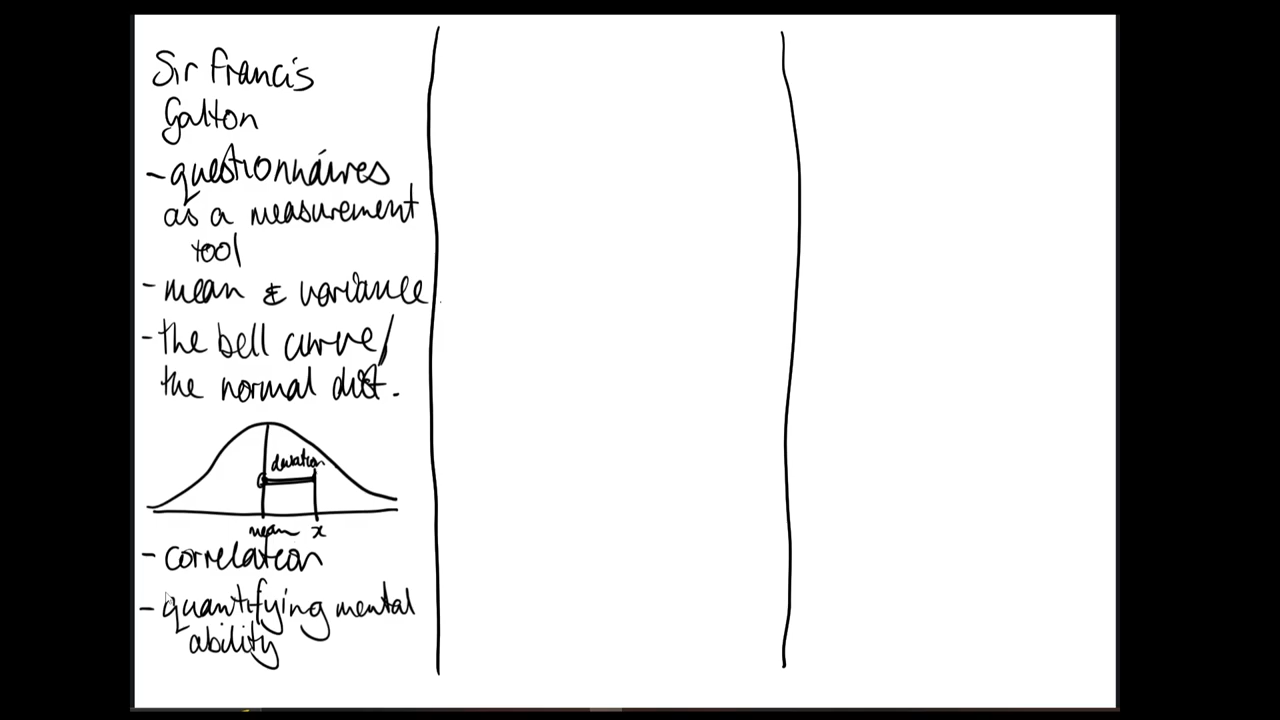 Sir Francis
Galton
- questionnaires
as a measurement
tool
- mean & variance
- the bell curve/
the normal dist.
deviation
mean x
- correlation
- quantifying mental
ability